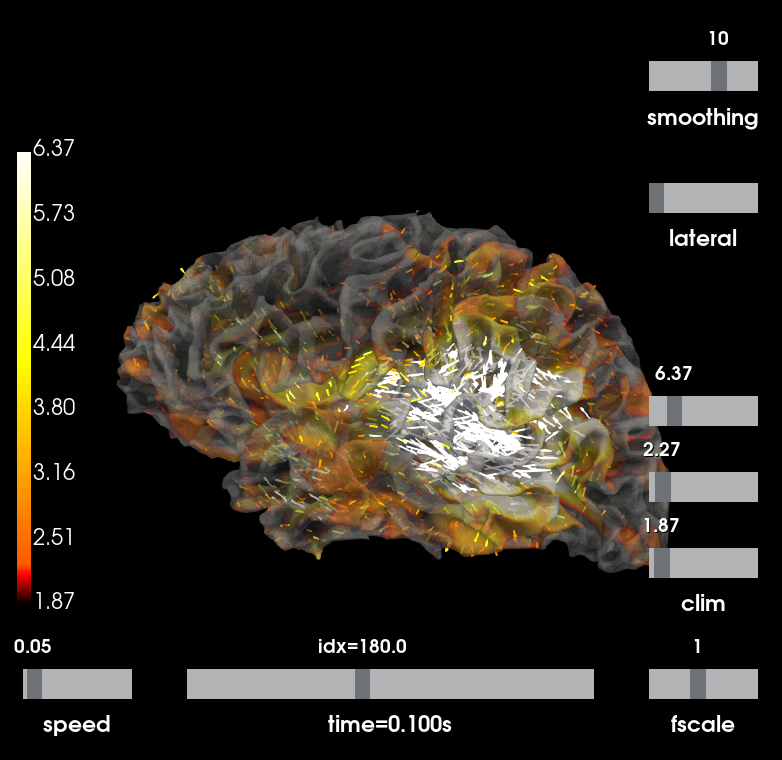 10
smoothing
lateral
6.37
5.73
5.08
4.44
3.80
3.16
2.51
1.87
6.37
2.27
1.87
clim
0.05
speed
idx=180.0
time=0.100s
1
fscale